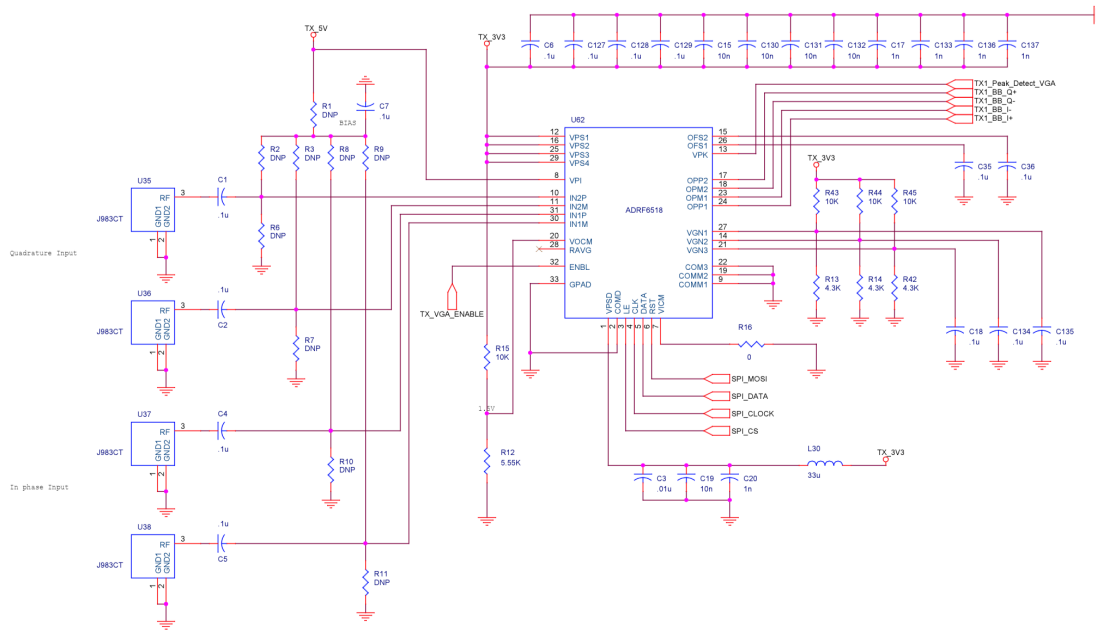 TX_5V
TX_3V3
C6
.1u
C127
.1u
C128
.1u
C129
.1u
C15
10n
C130
10n
C131
10n
C132
10n
C17
1n
C133
1n
C136
1n
C137
1n
R1
DNP
C7
.1u
BIAS
TX1_Peak_Detect_VGA
TX1_BB_Q+
TX1_BB_Q-
TX1_BB_I-
TX1_BB_I+
U62
R2
DNP
R3
DNP
R8
DNP
R9
DNP
12
16
25
29
8
10
11
31
30
20
28
32
33
VPS1
VPS2
VPS3
VPS4
VPI
IN2P
IN2M
IN1P
IN1M
VOCM
RAVG
ENBL
GPAD
ADRF6518
OFS2
OFS1
VPK
OPP2
OPM2
OPM1
OPP1
VGN1
VGN2
VGN3
COM3
COMM2
COMM1
15
26
13
17
18
23
24
27
14
21
22
19
9
VPSD
COMD
LE
CLK
DATA
RST
VICM
1
2
3
4
5
6
7
C35
.1u
C36
.1u
TX_3V3
R43
10K
R44
10K
R45
10K
R13
4.3K
R14
4.3K
R42
4.3K
C18
.1u
C134
.1u
C135
.1u
U35
RF
3
GND1
GND2
1
2
J983CT
C1
.1u
R6
DNP
Quadrature Input
U36
RF
3
GND1
GND2
1
2
J983CT
.1u
C2
R7
DNP
TX_VGA_ENABLE
R15
10K
1.5V
R12
5.55K
R16
0
SPI_MOSI
SPI_DATA
SPI_CLOCK
SPI_CS
U37
RF
3
GND1
GND2
1
2
J983CT
C4
.1u
R10
DNP
In phase Input
L30
33u
TX_3V3
C3
.01u
C19
10n
C20
1n
U38
RF
3
GND1
GND2
1
2
J983CT
.1u
C5
R11
DNP